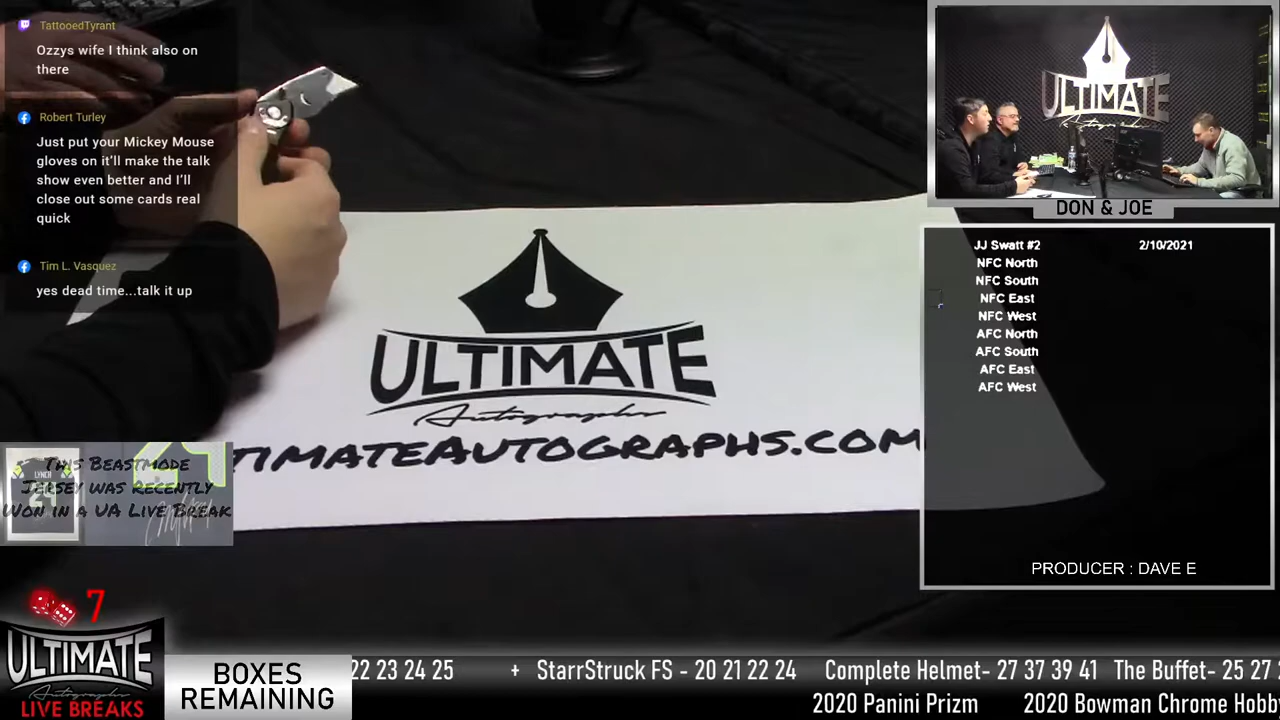 TattooedTyrant
Ozzys wife I think also on
there
Robert Turley
Just put your Mickey Mouse
gloves on it'll make the talk
show even better and I'll
close out some cards real
quick
Tim L. Vasquez
yes dead time...talk it up
ULTIMATE
Autographs
DON & JOE
JJ Swatt #2 2/10/2021
NFC North
NFC South
NFC East
NFC West
AFC North
AFC South
AFC East
AFC West
PRODUCER : DAVE E
ULTIMATE
Autographs
TIMATEAUTOGRAPHS.COM
LYNCH
24
THIS BEASTMODE
JERSEY WAS RECENTLY
WON IN A UA LIVE BREAK
7
ULTIMATE
Autographs
LIVE BREAKS
BOXES
REMAINING
22 23 24 25 + StarrStruck FS - 20 21 22 24 Complete Helmet- 27 37 39 41 The Buffet- 25 27
2020 Panini Prizm 2020 Bowman Chrome Hobby